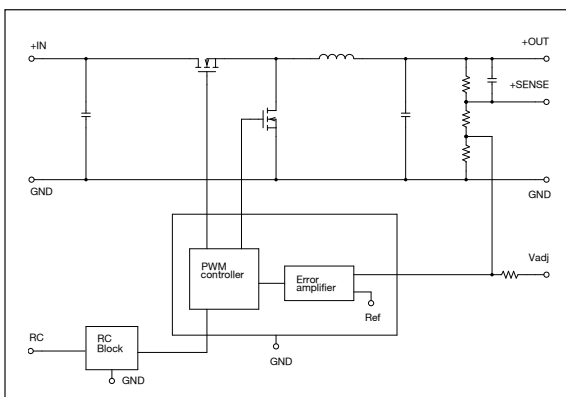 +IN
+OUT
+SENSE
GND
GND
PWM
controller
Error
amplifier
Vadj
Ref
RC
RC
Block
GND
GND